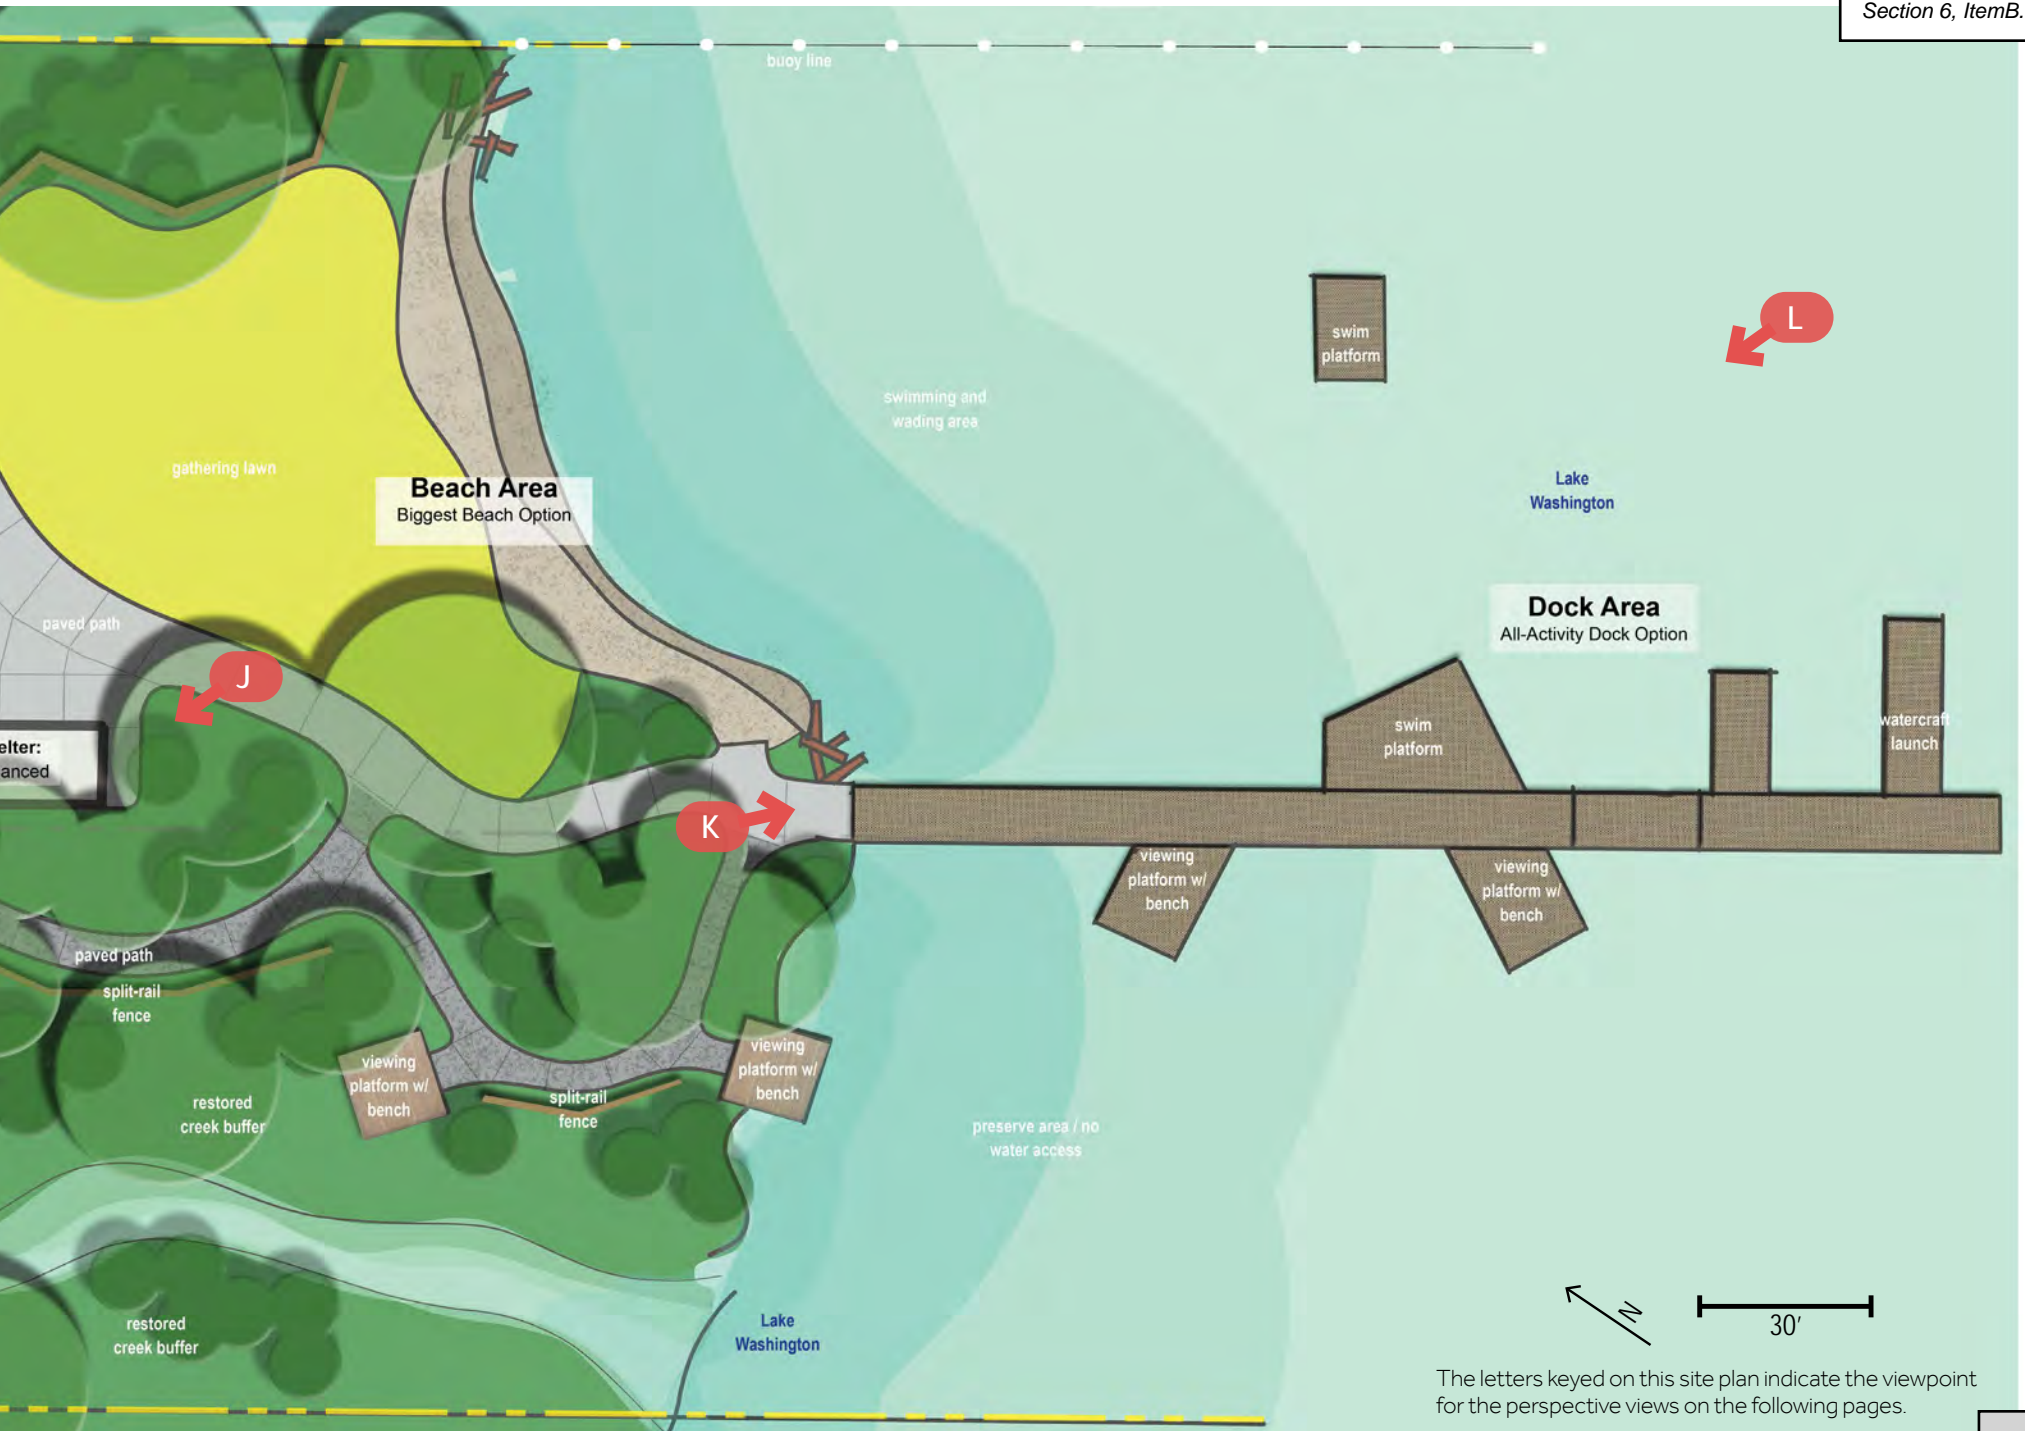 Section 6, ItemB.
buoy line
swim
platform
L
swimming and
wading area
gathering lawn
Beach Area
Biggest Beach Option
Lake
Washington
Dock Area
All-Activity Dock Option
paved path
J
elter:
anced
swim
platform
watercraft
launch
K
viewing
platform w/
bench
viewing
platform w/
bench
paved path
split-rail
fence
viewing
platform w/
bench
viewing
platform w/
bench
restored
creek buffer
split-rail
fence
preserve area / no
water access
restored
creek buffer
Lake
Washington
N
30'
The letters keyed on this site plan indicate the viewpoint
for the perspective views on the following pages.